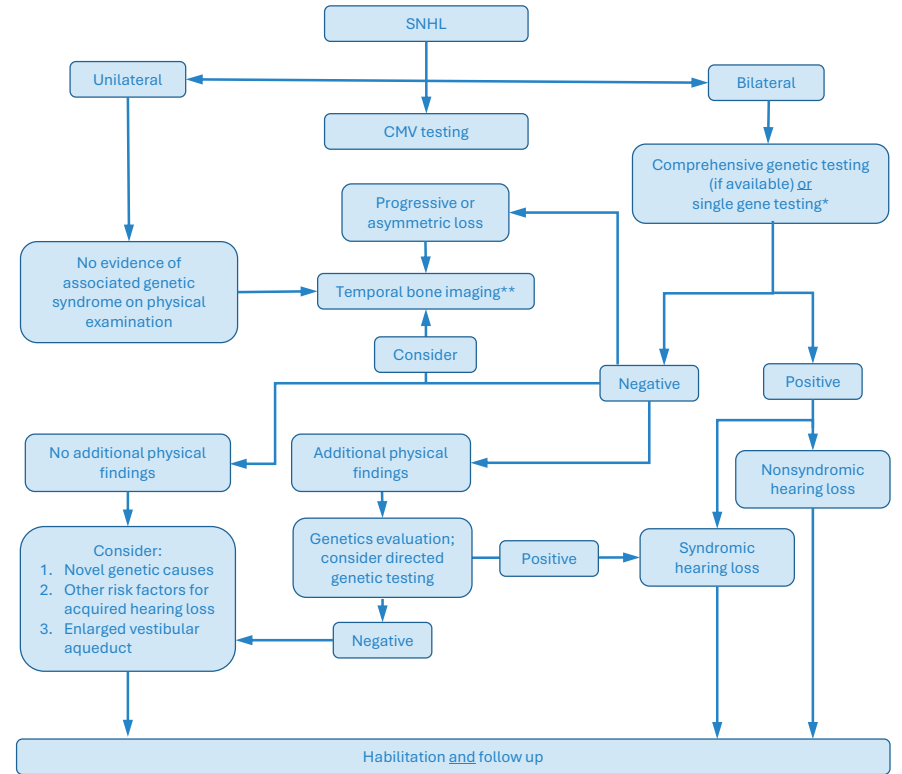 SNHL
Unilateral
Bilateral
CMV testing
Comprehensive genetic testing
(if available) or
single gene testing*
Progressive or
asymmetric loss
No evidence of
associated genetic
syndrome on physical
examination
Temporal bone imaging**
Consider
Negative
Positive
No additional physical
findings
Additional physical
findings
Nonsyndromic
hearing loss
Consider:
1. Novel genetic causes
2. Other risk factors for
acquired hearing loss
3. Enlarged vestibular
aqueduct
Genetics evaluation;
consider directed
genetic testing
Positive
Syndromic
hearing loss
Negative
Habilitation and follow up